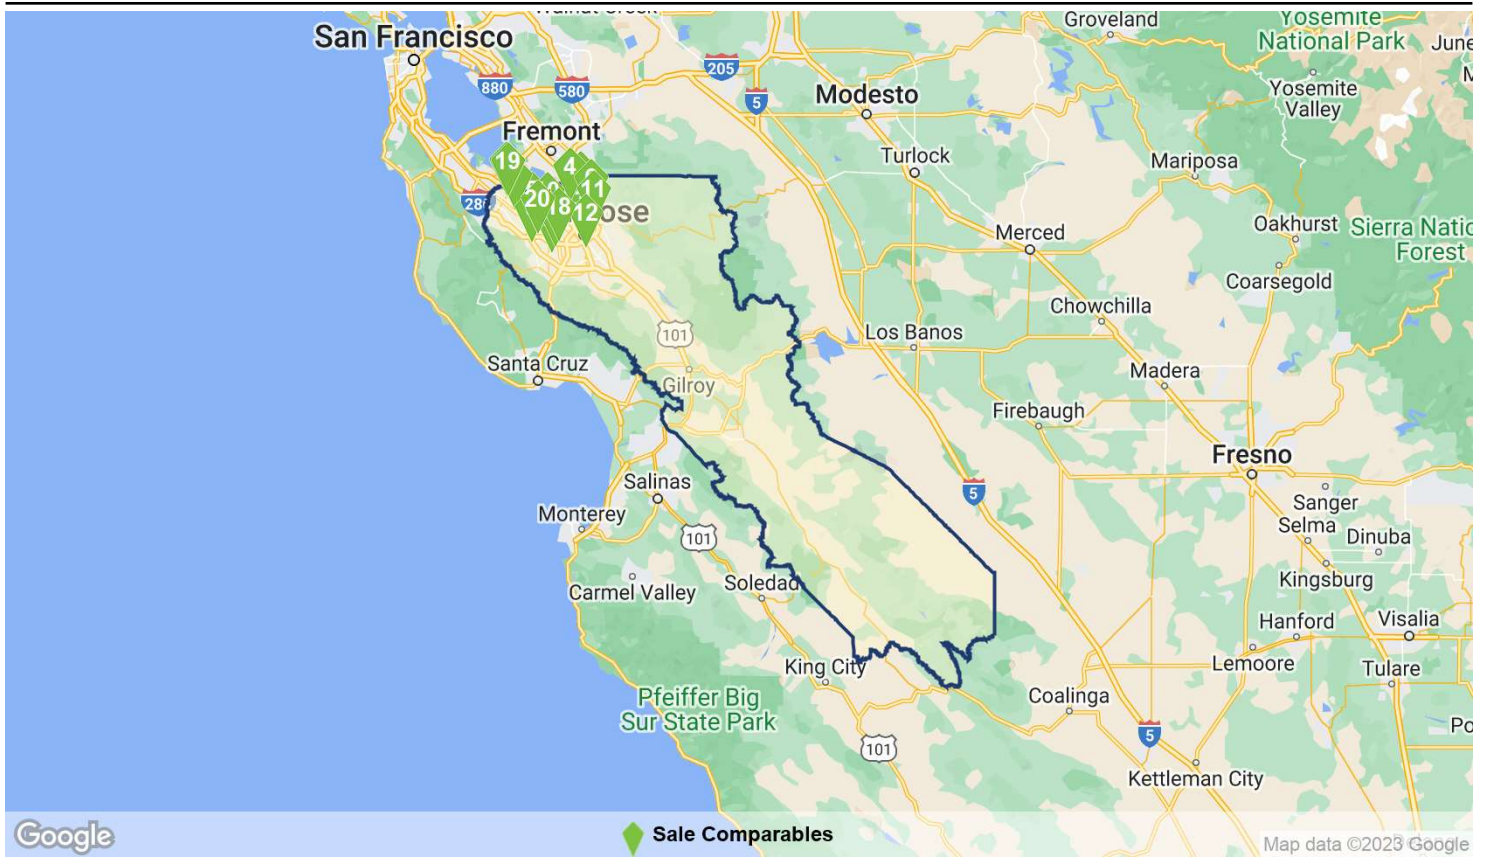 Groveland
Yosemite
National Park
San Francisco
205
880
580
5
Modesto
Yosemite
Valley
Fremont
Turlock
Mariposa
19
4
11
20
18
12
ose
280
Merced
Oakhurst
Sierra Natio
Forest
Coarsegold
Chowchilla
101
Los Banos
Santa Cruz
Gilroy
Madera
Firebaugh
Fresno
Salinas
5
Sanger
Monterey
Selma
101
Dinuba
Soledad
Carmel Valley
Kingsburg
Hanford
Visalia
King City
Lemoore
Tulare
Pfeiffer Big
Sur State Park
Coalinga
5
101
Kettleman City
Google
Sale Comparables
Map data ©2023 Google